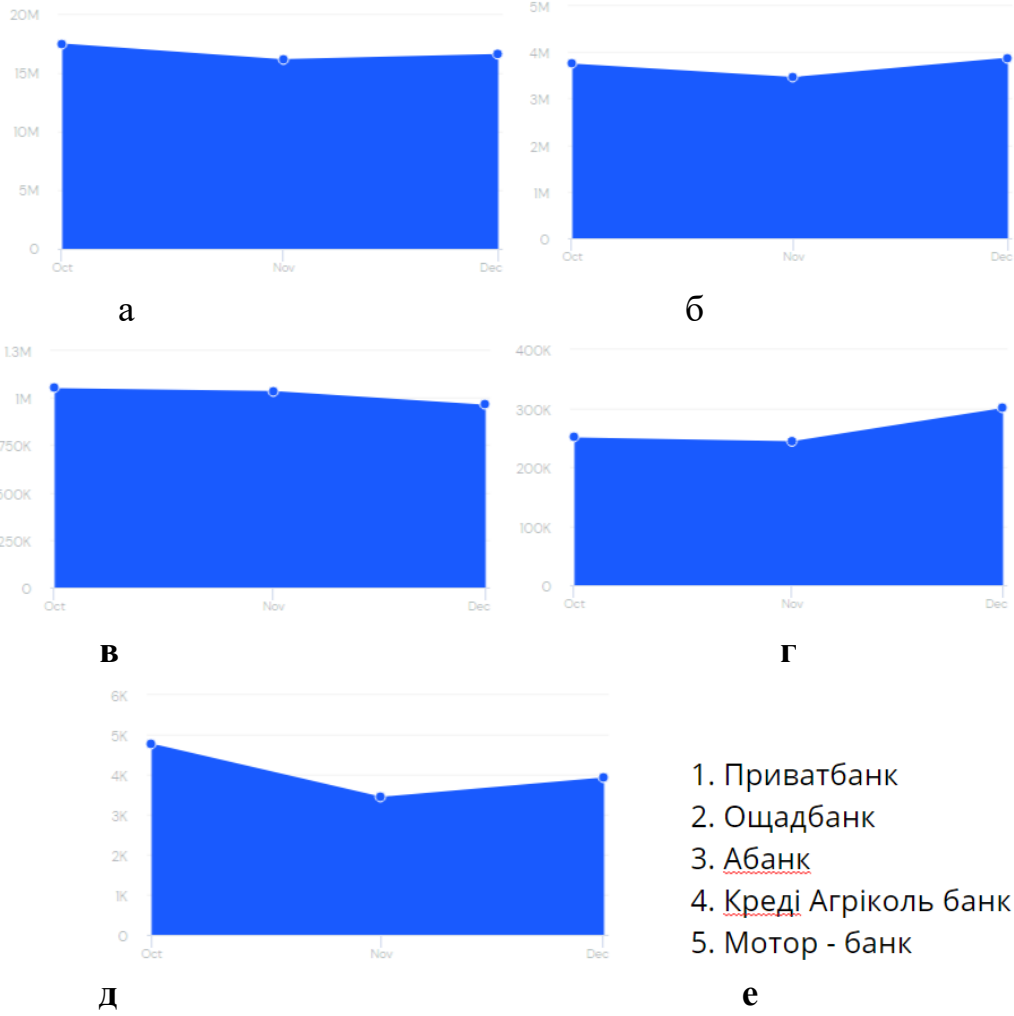 20M
15M
10M
5M
0
Oct Nov Dec
5M
4M
3M
2M
1M
0
Oct Nov Dec
а
б
1.3M
1M
750K
500K
250K
0
Oct Nov Dec
400K
300K
200K
100K
0
Oct Nov Dec
в
г
6K
5K
4K
3K
2K
1K
0
Oct Nov Dec
1. Приватбанк
2. Ощадбанк
3. Абанк
4. Креді Агріколь банк
5. Мотор - банк
д
е